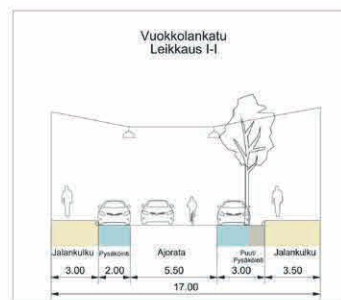 Vuokkolankatu
Leikkaus I-I
Jalankulku Pysäköinti Ajorata Puut/ Jalankulku
Pysäköinti
3.00 2.00 5.50 3.00 3.50
17.00